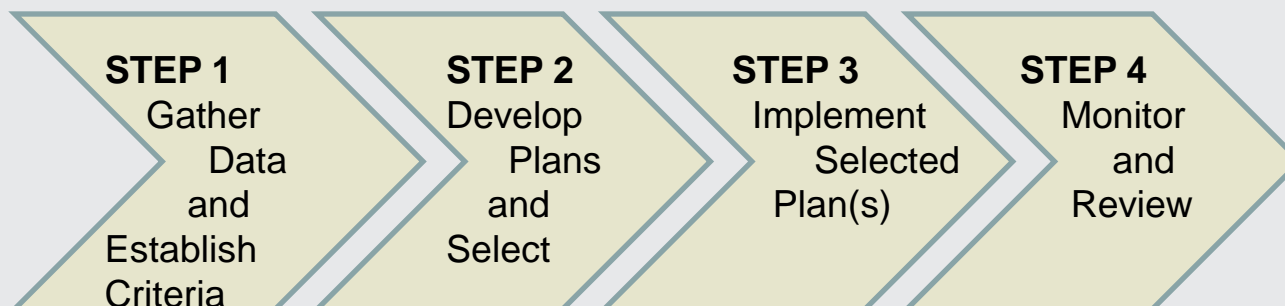 STEP 1
Gather
Data
and
Establish
Criteria
STEP 2
Develop
Plans
and
Select
STEP 3
Implement
Selected
Plan(s)
STEP 4
Monitor
and
Review